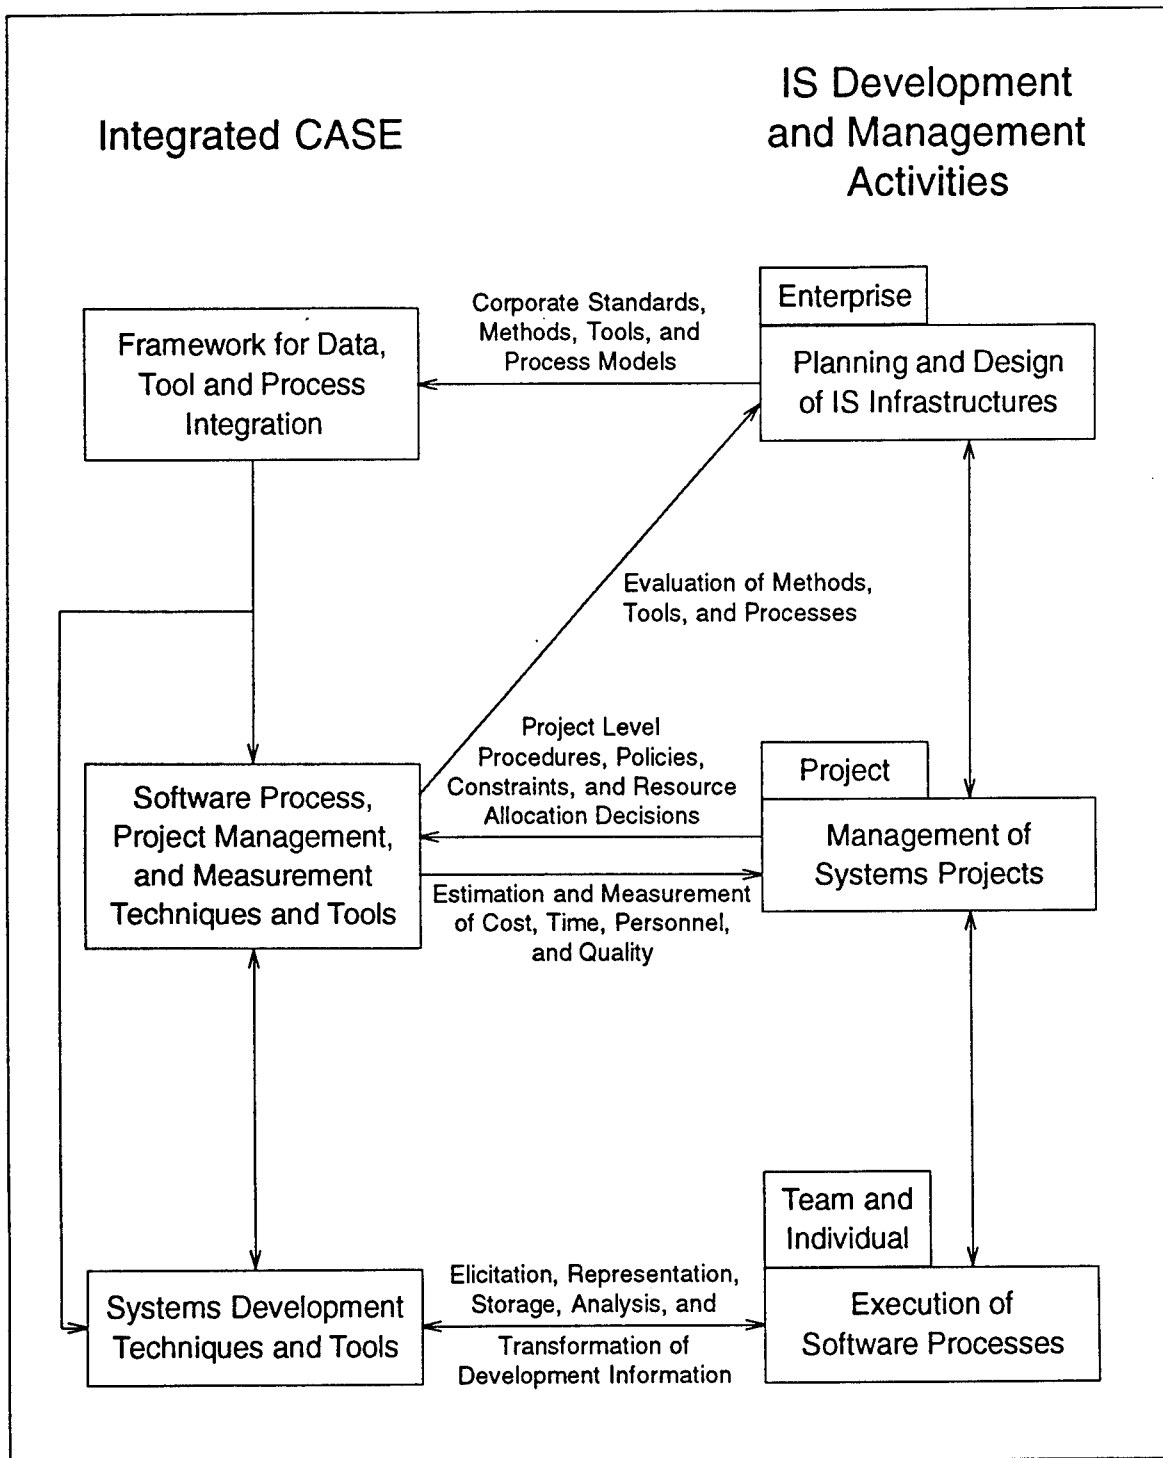 Integrated CASE
IS Development
and Management
Activities
Enterprise
Corporate Standards,
Methods, Tools, and
Process Models
Framework for Data,
Tool and Process
Integration
Planning and Design
of IS Infrastructures
Evaluation of Methods,
Tools, and Processes
Project Level
Procedures, Policies,
Constraints, and Resource
Allocation Decisions
Project
Software Process,
Project Management,
and Measurement
Techniques and Tools
Management of
Systems Projects
Estimation and Measurement
of Cost, Time, Personnel,
and Quality
Team and
Individual
Elicitation, Representation,
Storage, Analysis, and
Transformation of
Development Information
Systems Development
Techniques and Tools
Execution of
Software Processes